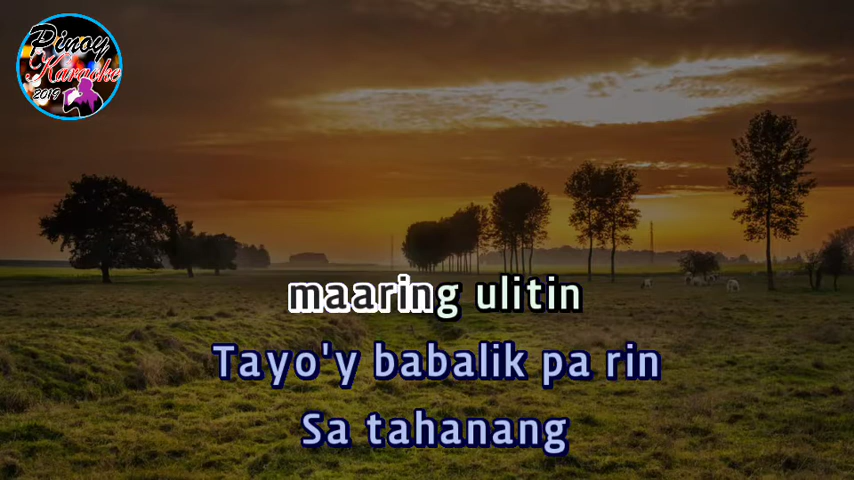 Pinoy
Karaoke
2019
maaring ulitin
Tayo'y babalik pa rin
Sa tahanang